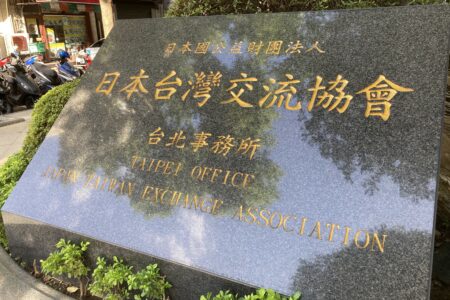 日本國公益財團法人
日本台灣交流協會
台北事務所
TAIPEI OFFICE
JAPAN-TAIWAN EXCHANGE ASSOCIATION